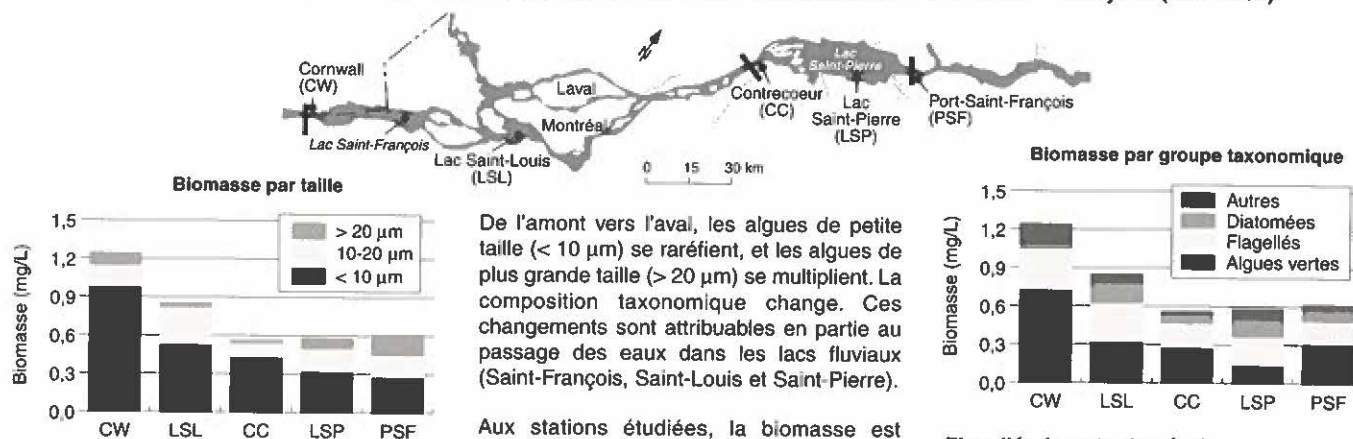 N
Cornwall
(CW)
Lac Saint-François
Laval
Montréal
Lac Saint-Louis
(LSL)
Contrecoeur
(CC)
Lac
Saint-Pierre
Lac
Saint-Pierre
(LSP)
Port-Saint-François
(PSF)
0 15 30 km
Biomasse par taille
Biomasse (mg/L)
1,5
1,2
0,9
0,6
0,3
0,0
> 20 µm
10-20 µm
< 10 µm
CW LSL CC LSP PSF
De l'amont vers l'aval, les algues de petite
taille (< 10 µm) se raréfient, et les algues de
plus grande taille (> 20 µm) se multiplient. La
composition taxonomique change. Ces
changements sont attribuables en partie au
passage des eaux dans les lacs fluviaux
(Saint-François, Saint-Louis et Saint-Pierre).
Aux stations étudiées, la biomasse est
Biomasse par groupe taxonomique
Biomasse (mg/L)
1,5
1,2
0,9
0,6
0,3
0,0
Autres
Diatomées
Flagellés
Algues vertes
CW LSL CC LSP PSF